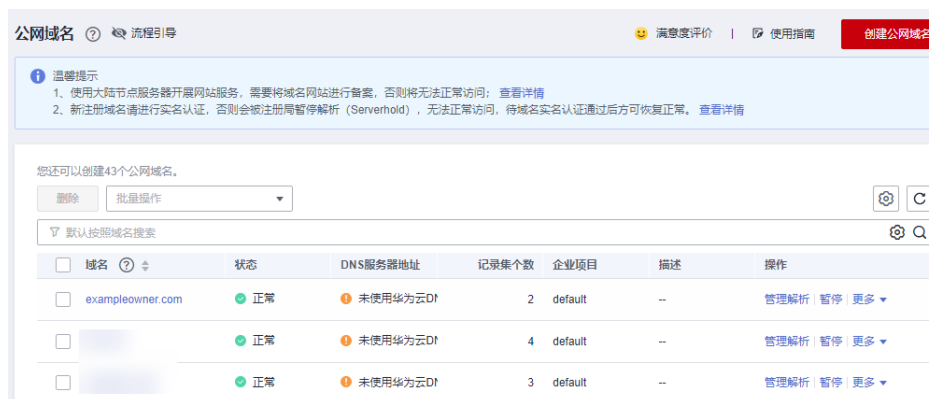 公网域名 ? 流程引导 满意度评价 | 使用指南 创建公网域名
温馨提示
1、使用大陆节点服务器开展网站服务，需要将域名网站进行备案，否则将无法正常访问； 查看详情
2、新注册域名请进行实名认证，否则会被注册局暂停解析（Serverhold），无法正常访问，待域名实名认证通过后方可恢复正常。 查看详情
您还可以创建43个公网域名。
删除 批量操作
默认按照域名搜索
域名 ? 状态 DNS服务器地址 记录集个数 企业项目 描述 操作
exampleowner.com 正常 未使用华为云DN 2 default -- 管理解析 | 暂停 | 更多
正常 未使用华为云DN 4 default -- 管理解析 | 暂停 | 更多
正常 未使用华为云DN 3 default -- 管理解析 | 暂停 | 更多